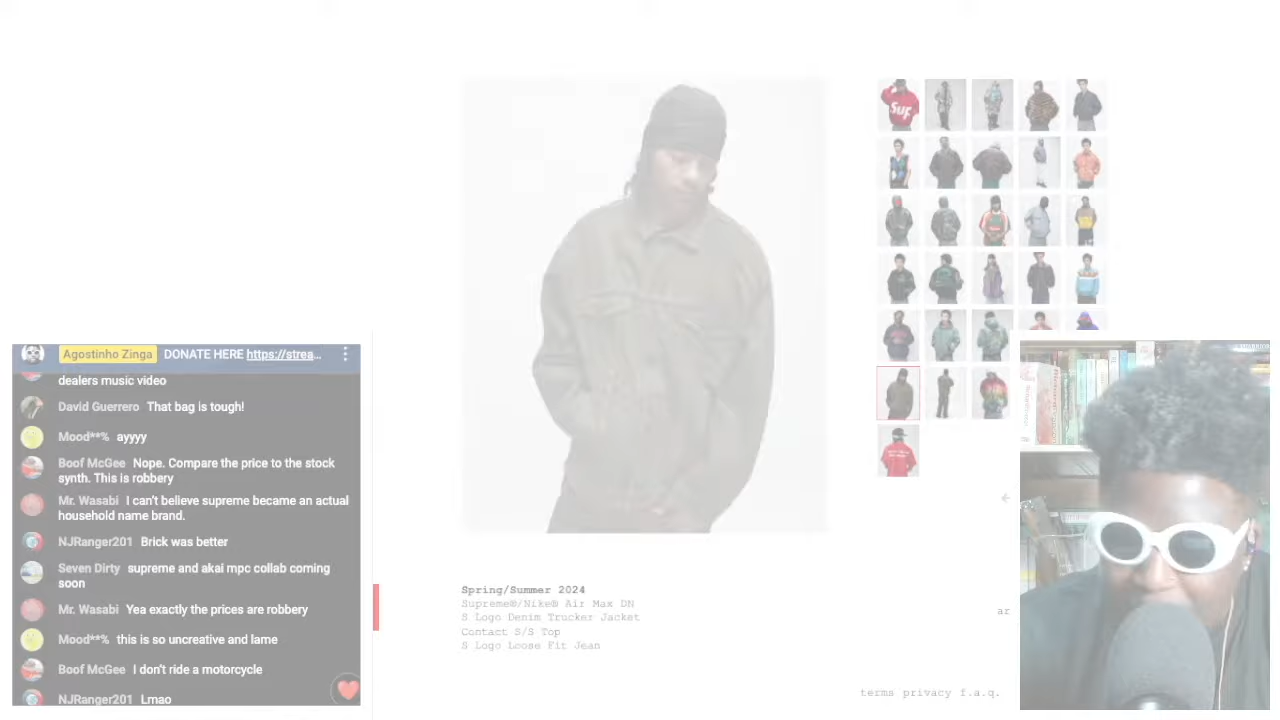 Agostinho Zinga DONATE HERE https://strea...
dealers music video
David Guerrero That bag is tough!
Mood**% ayyyy
Boof McGee Nope. Compare the price to the stock
synth. This is robbery
Mr. Wasabi I can't believe supreme became an actual
household name brand.
NJRanger201 Brick was better
Seven Dirty supreme and akai mpc collab coming
soon
Mr. Wasabi Yea exactly the prices are robbery
Mood**% this is so uncreative and lame
Boof McGee I don't ride a motorcycle
NJRanger201 Lmao
Spring/Summer 2024
Supreme®/Nike® Air Max DN
S Logo Denim Trucker Jacket
Contact S/S Top
S Logo Loose Fit Jean
Sup
ar
terms privacy f.a.q.